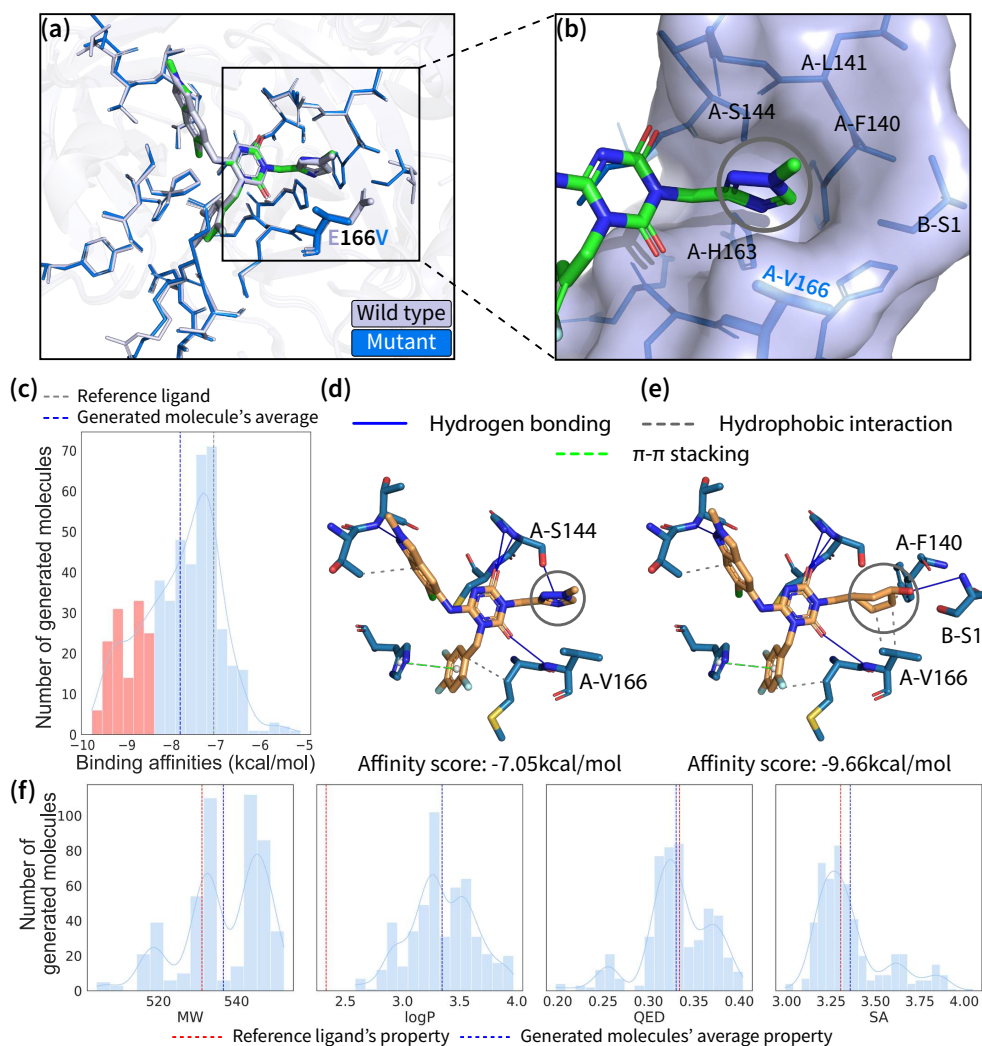 (a)
E166V
Wild type
Mutant
(b)
A-L141
A-S144
A-F140
B-S1
A-H163
A-V166
(c)
Reference ligand
Generated molecule's average
Number of generated molecules
70
60
50
40
30
20
10
0
−10 −9 −8 −7 −6 −5
Binding affinities (kcal/mol)
(d)
(e)
Hydrogen bonding
Hydrophobic interaction
π-π stacking
A-S144
A-V166
Affinity score: -7.05kcal/mol
A-F140
B-S1
A-V166
Affinity score: -9.66kcal/mol
(f)
Number of
generated molecules
100
80
60
40
20
0
520 540
MW
2.5 3.0 3.5 4.0
logP
0.20 0.25 0.30 0.35 0.40
QED
3.00 3.25 3.50 3.75 4.00
SA
Reference ligand's property
Generated molecules' average property